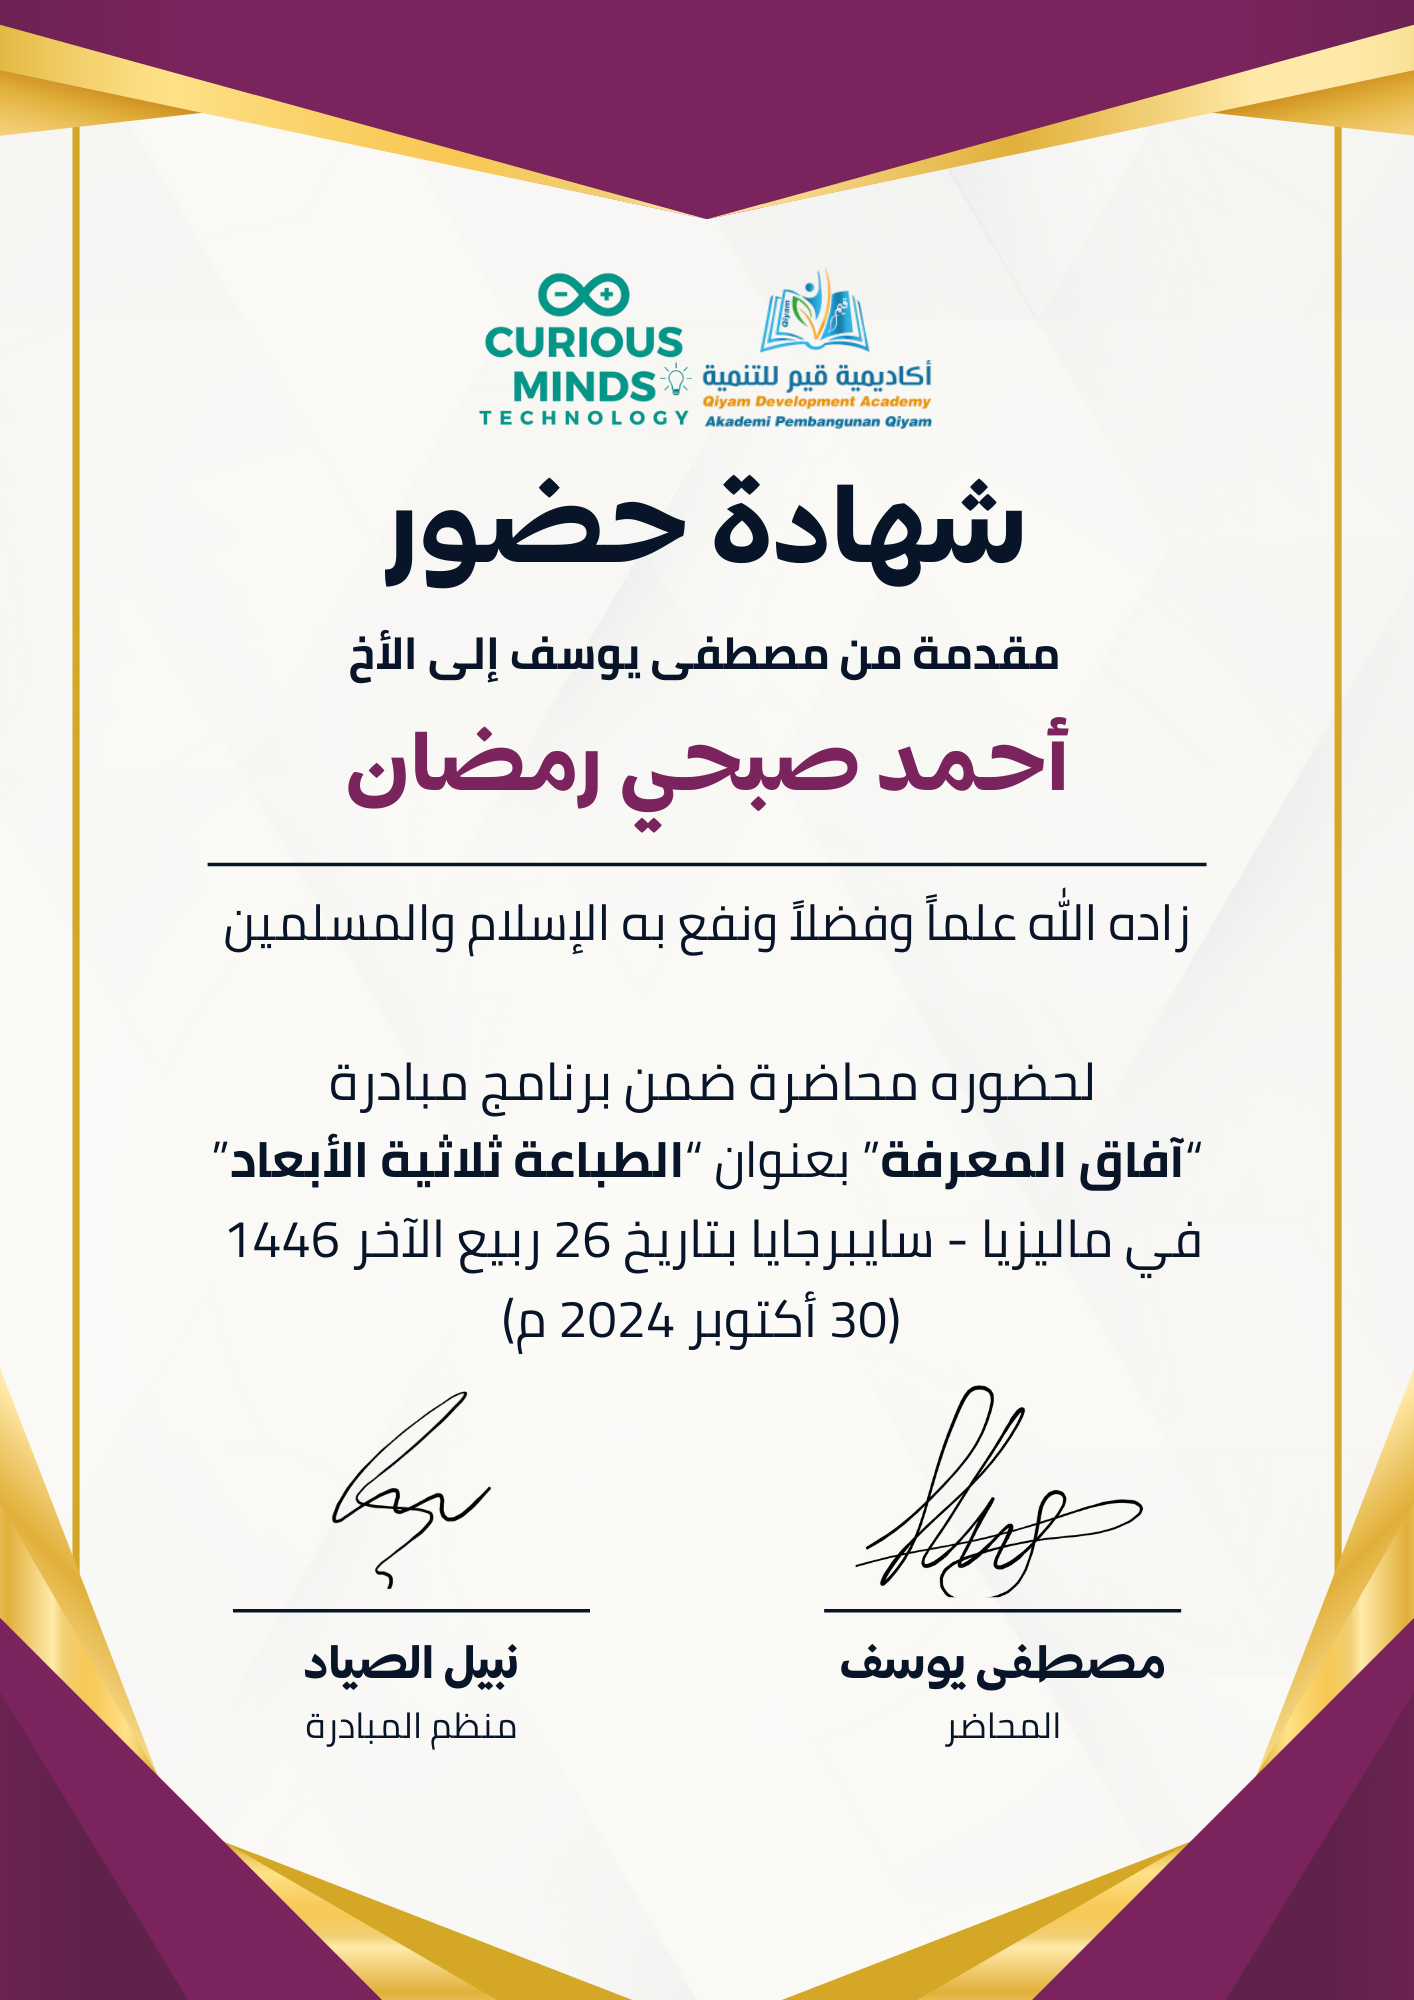 CURIOUS
MINDS
TECHNOLOGY
Qiyam
أكاديمية قيم للتنمية
Qiyam Development Academy
Akademi Pembangunan Qiyam
شهادة حضور
مقدمة من مصطفى يوسف إلى الأخ
أحمد صبحي رمضان
زاده الله علماً وفضلاً ونفع به الإسلام والمسلمين
لحضوره محاضرة ضمن برنامج مبادرة
“آفاق المعرفة” بعنوان “الطباعة ثلاثية الأبعاد”
في ماليزيا - سايبرجايا بتاريخ 26 ربيع الآخر 1446
(30 أكتوبر 2024 م)
مصطفى يوسف
المحاضر
نبيل الصياد
منظم المبادرة